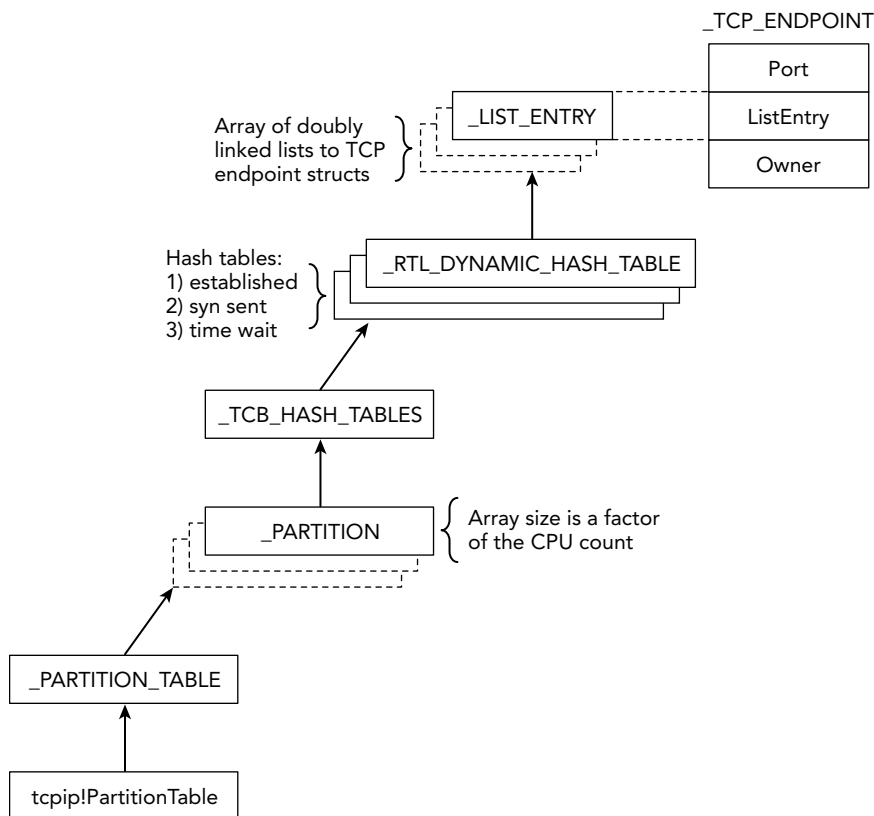 _TCP_ENDPOINT
Port
ListEntry
Owner
_LIST_ENTRY
Array of doubly
linked lists to TCP
endpoint structs
_RTL_DYNAMIC_HASH_TABLE
Hash tables:
1) established
2) syn sent
3) time wait
_TCB_HASH_TABLES
_PARTITION
Array size is a factor
of the CPU count
_PARTITION_TABLE
tcpip!PartitionTable